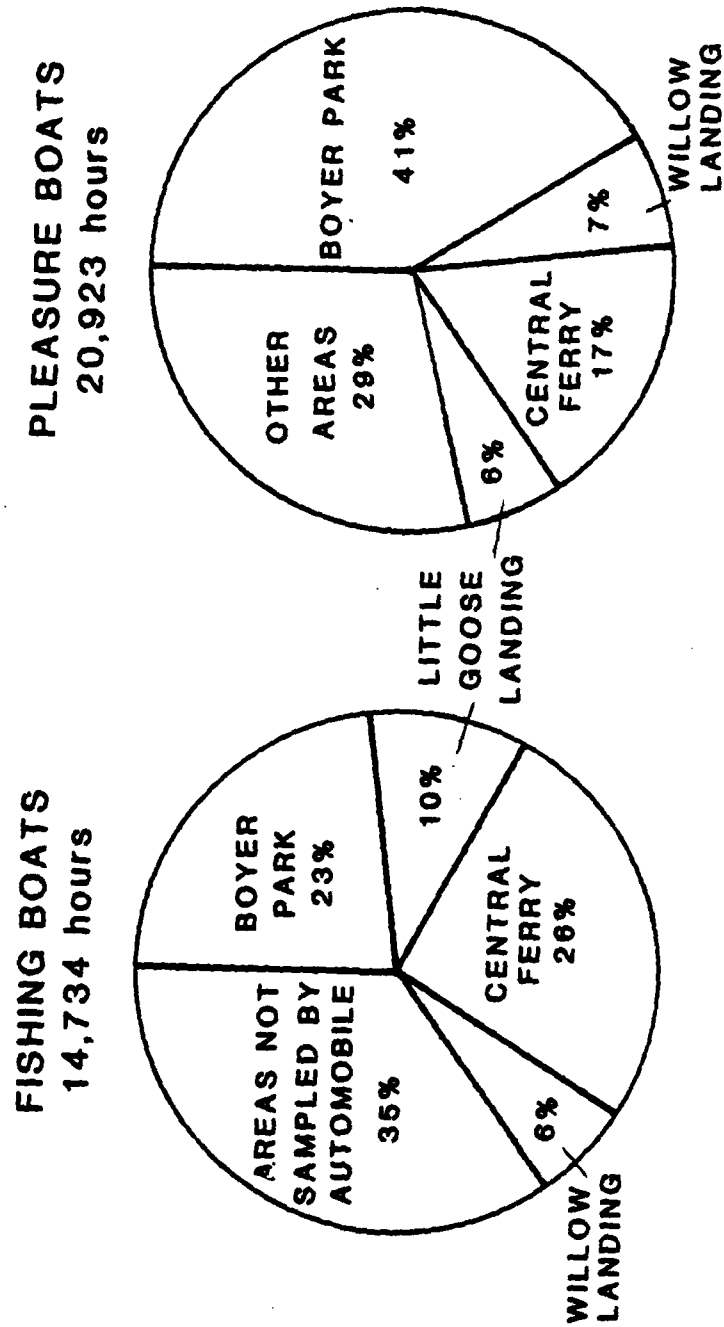 FISHING BOATS
14,734 hours
BOYER
PARK
23%
10%
CENTRAL
FERRY
26%
6%
WILLOW
LANDING
AREAS NOT
SAMPLED BY
AUTOMOBILE
35%
LITTLE
GOOSE
LANDING
PLEASURE BOATS
20,923 hours
BOYER PARK
41%
7%
WILLOW
LANDING
CENTRAL
FERRY
17%
6%
OTHER
AREAS
29%